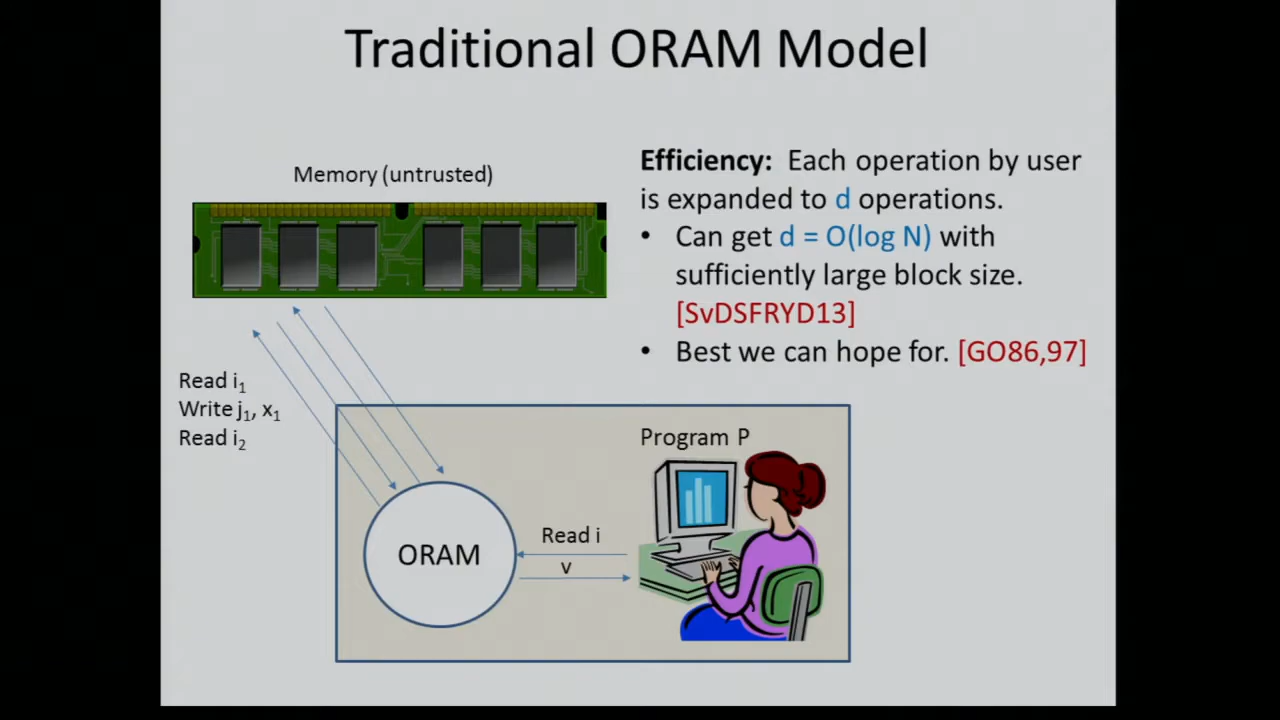 Traditional ORAM Model
Memory (untrusted)
Efficiency: Each operation by user
is expanded to d operations.
• Can get d = O(log N) with
sufficiently large block size.
[SvDSFRYD13]
• Best we can hope for. [GO86,97]
Read i₁
Write j₁, x₁
Read i₂
Program P
ORAM
Read i
v